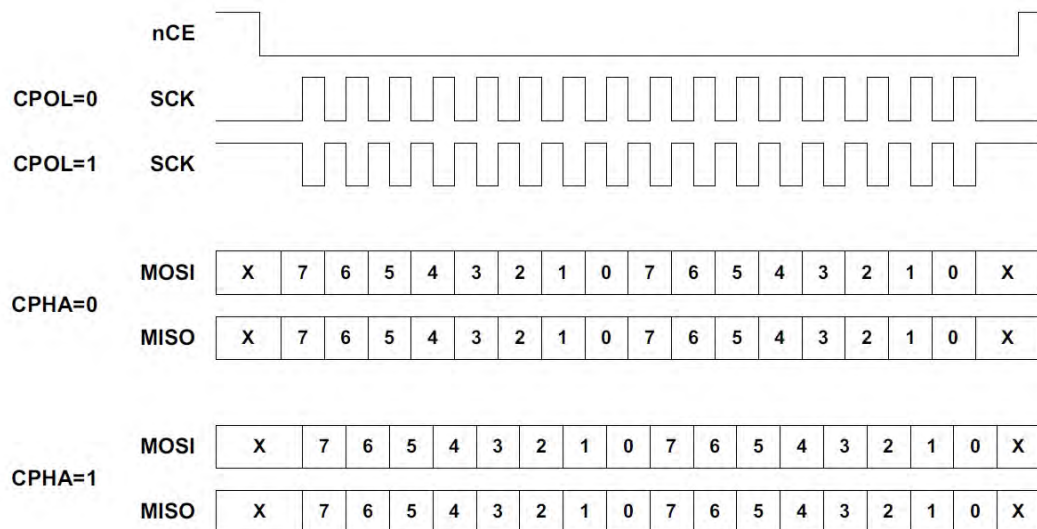 nCE
CPOL=0 SCK
CPOL=1 SCK
MOSI X 7 6 5 4 3 2 1 0 7 6 5 4 3 2 1 0 X
CPHA=0
MISO X 7 6 5 4 3 2 1 0 7 6 5 4 3 2 1 0 X
MOSI X 7 6 5 4 3 2 1 0 7 6 5 4 3 2 1 0 X
CPHA=1
MISO X 7 6 5 4 3 2 1 0 7 6 5 4 3 2 1 0 X